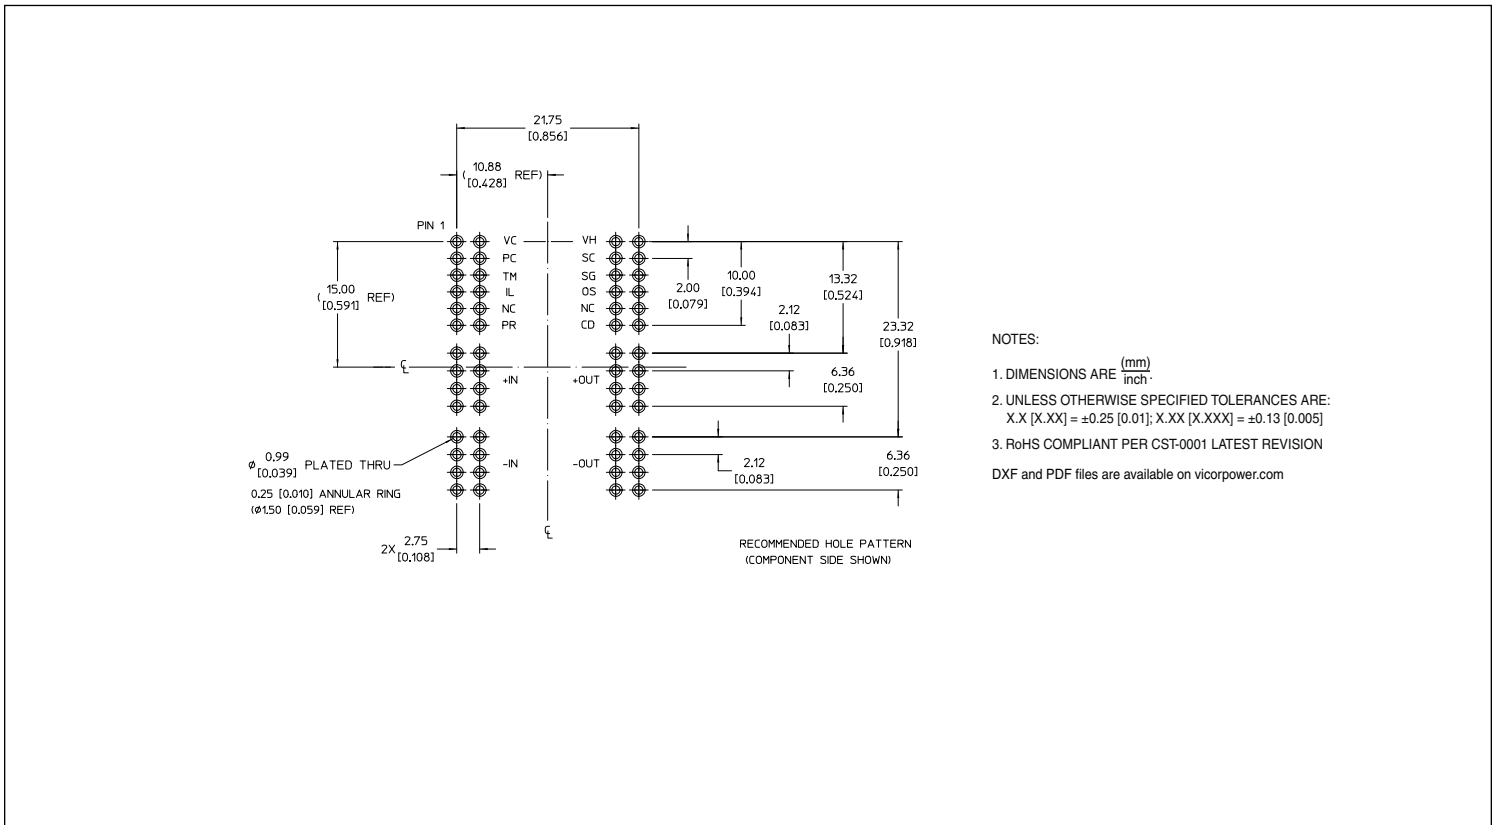 21.75
[0.856]
10.88
( REF)
[0.428]
PIN 1
VC VH
PC SC
TM SG
IL OS
NC NC
PR CD
15.00
( REF)
[0.591]
2.00
[0.079]
10.00
[0.394]
13.32
[0.524]
2.12
[0.083]
23.32
[0.918]
℄
+IN +OUT
6.36
[0.250]
-IN -OUT
ø 0.99 PLATED THRU
[0.039]
0.25 [0.010] ANNULAR RING
(ø1.50 [0.059] REF)
2.12
[0.083]
6.36
[0.250]
℄
2X 2.75
[0.108]
RECOMMENDED HOLE PATTERN
(COMPONENT SIDE SHOWN)
NOTES:
1. DIMENSIONS ARE (mm)
inch.
2. UNLESS OTHERWISE SPECIFIED TOLERANCES ARE:
X.X [X.XX] = ±0.25 [0.01]; X.XX [X.XXX] = ±0.13 [0.005]
3. RoHS COMPLIANT PER CST-0001 LATEST REVISION
DXF and PDF files are available on vicorpower.com